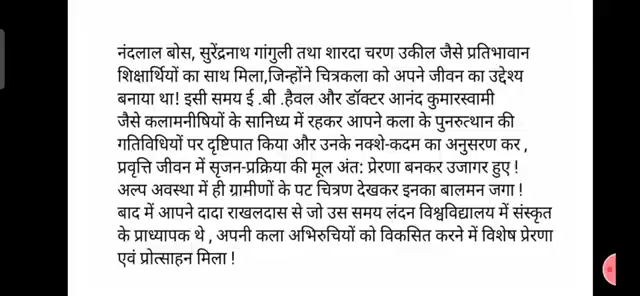 नंदलाल बोस, सुरेंद्रनाथ गांगुली तथा शारदा चरण उकील जैसे प्रतिभावान
शिक्षार्थियों का साथ मिला,जिन्होंने चित्रकला को अपने जीवन का उद्देश्य
बनाया था! इसी समय ई .बी .हैवल और डॉक्टर आनंद कुमारस्वामी
जैसे कलामनीषियों के सानिध्य में रहकर आपने कला के पुनरुत्थान की
गतिविधियों पर दृष्टिपात किया और उनके नक्शे-कदम का अनुसरण कर ,
प्रवृत्ति जीवन में सृजन-प्रक्रिया की मूल अंत: प्रेरणा बनकर उजागर हुए !
अल्प अवस्था में ही ग्रामीणों के पट चित्रण देखकर इनका बालमन जगा !
बाद में आपने दादा राखलदास से जो उस समय लंदन विश्वविद्यालय में संस्कृत
के प्राध्यापक थे , अपनी कला अभिरुचियों को विकसित करने में विशेष प्रेरणा
एवं प्रोत्साहन मिला !